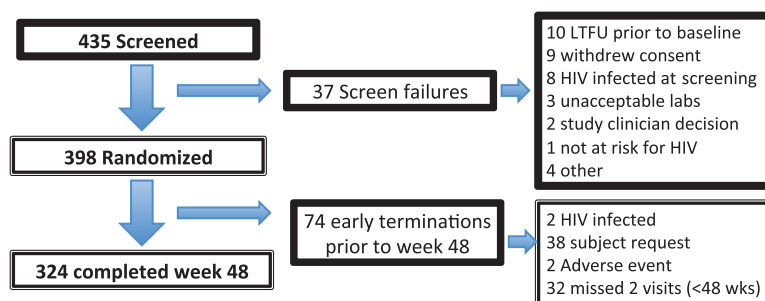 435 Screened
37 Screen failures
10 LTFU prior to baseline
9 withdrew consent
8 HIV infected at screening
3 unacceptable labs
2 study clinician decision
1 not at risk for HIV
4 other
398 Randomized
74 early terminations
prior to week 48
2 HIV infected
38 subject request
2 Adverse event
32 missed 2 visits (<48 wks)
324 completed week 48